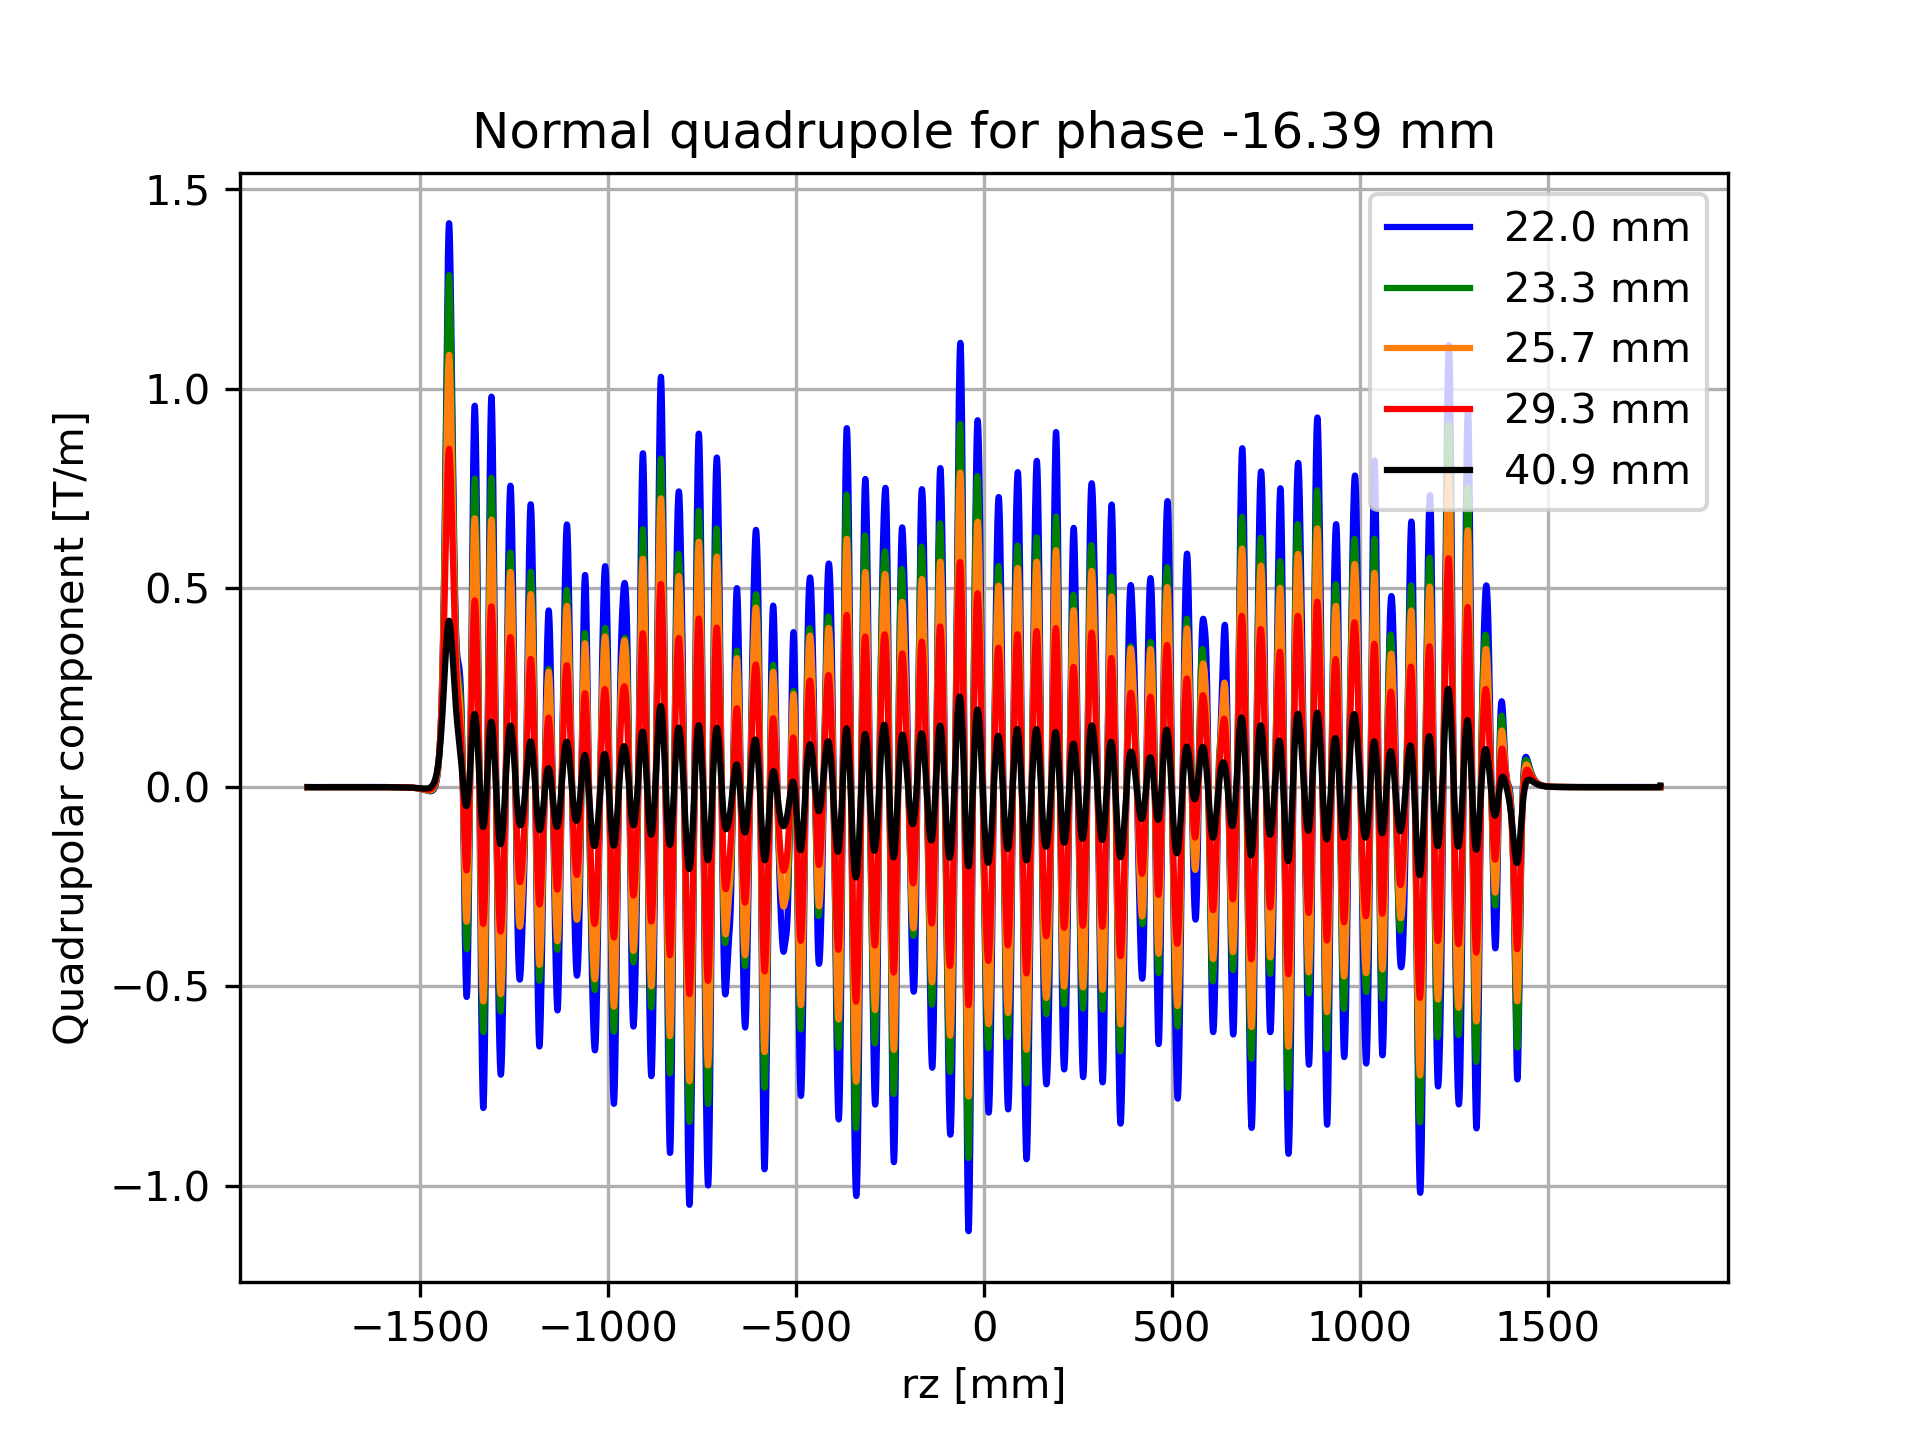 Normal quadrupole for phase -16.39 mm
1.5
1.0
0.5
0.0
−0.5
−1.0
Quadrupolar component [T/m]
22.0 mm
23.3 mm
25.7 mm
29.3 mm
40.9 mm
−1500
−1000
−500
0
500
1000
1500
rz [mm]